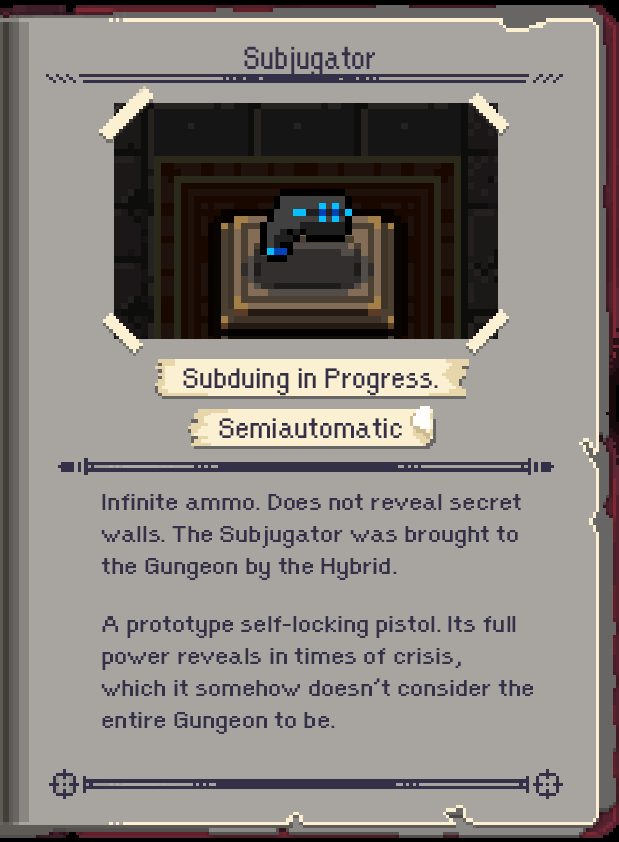 Subjugator
Subduing in Progress.
Semiautomatic
Infinite ammo. Does not reveal secret
walls. The Subjugator was brought to
the Gungeon by the Hybrid.
A prototype self-locking pistol. Its full
power reveals in times of crisis,
which it somehow doesn't consider the
entire Gungeon to be.